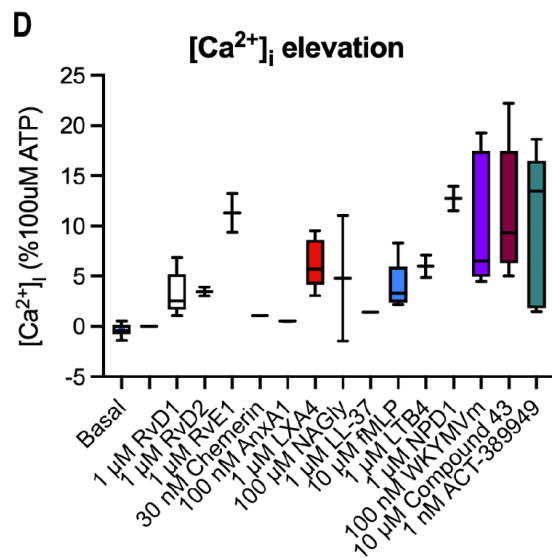 D
[Ca²⁺]ᵢ elevation
[Ca²⁺]ᵢ (%100uM ATP)
25
20
15
10
5
0
-5
Basal
1 µM RvD1
1 µM RvD2
1 µM RvE1
30 nM Chemerin
100 nM AnxA1
1 µM LXA4
100 µM NAGly
1 µM LL-37
10 µM fMLP
1 µM LTB4
1 µM NPD1
100 nM WKYMVm
10 µM Compound 43
1 nM ACT-389949